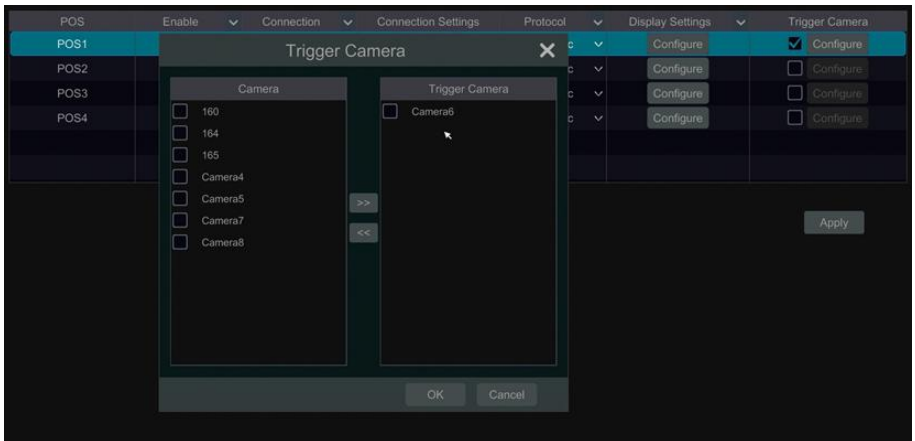 POS Enable Connection Connection Settings Protocol Display Settings Trigger Camera
POS1 c Configure Configure
POS2 c Configure Configure
POS3 c Configure Configure
POS4 c Configure Configure
Trigger Camera
Camera
160
164
165
Camera4
Camera5
Camera7
Camera8
>>
<<
Trigger Camera
Camera6
OK Cancel
Apply